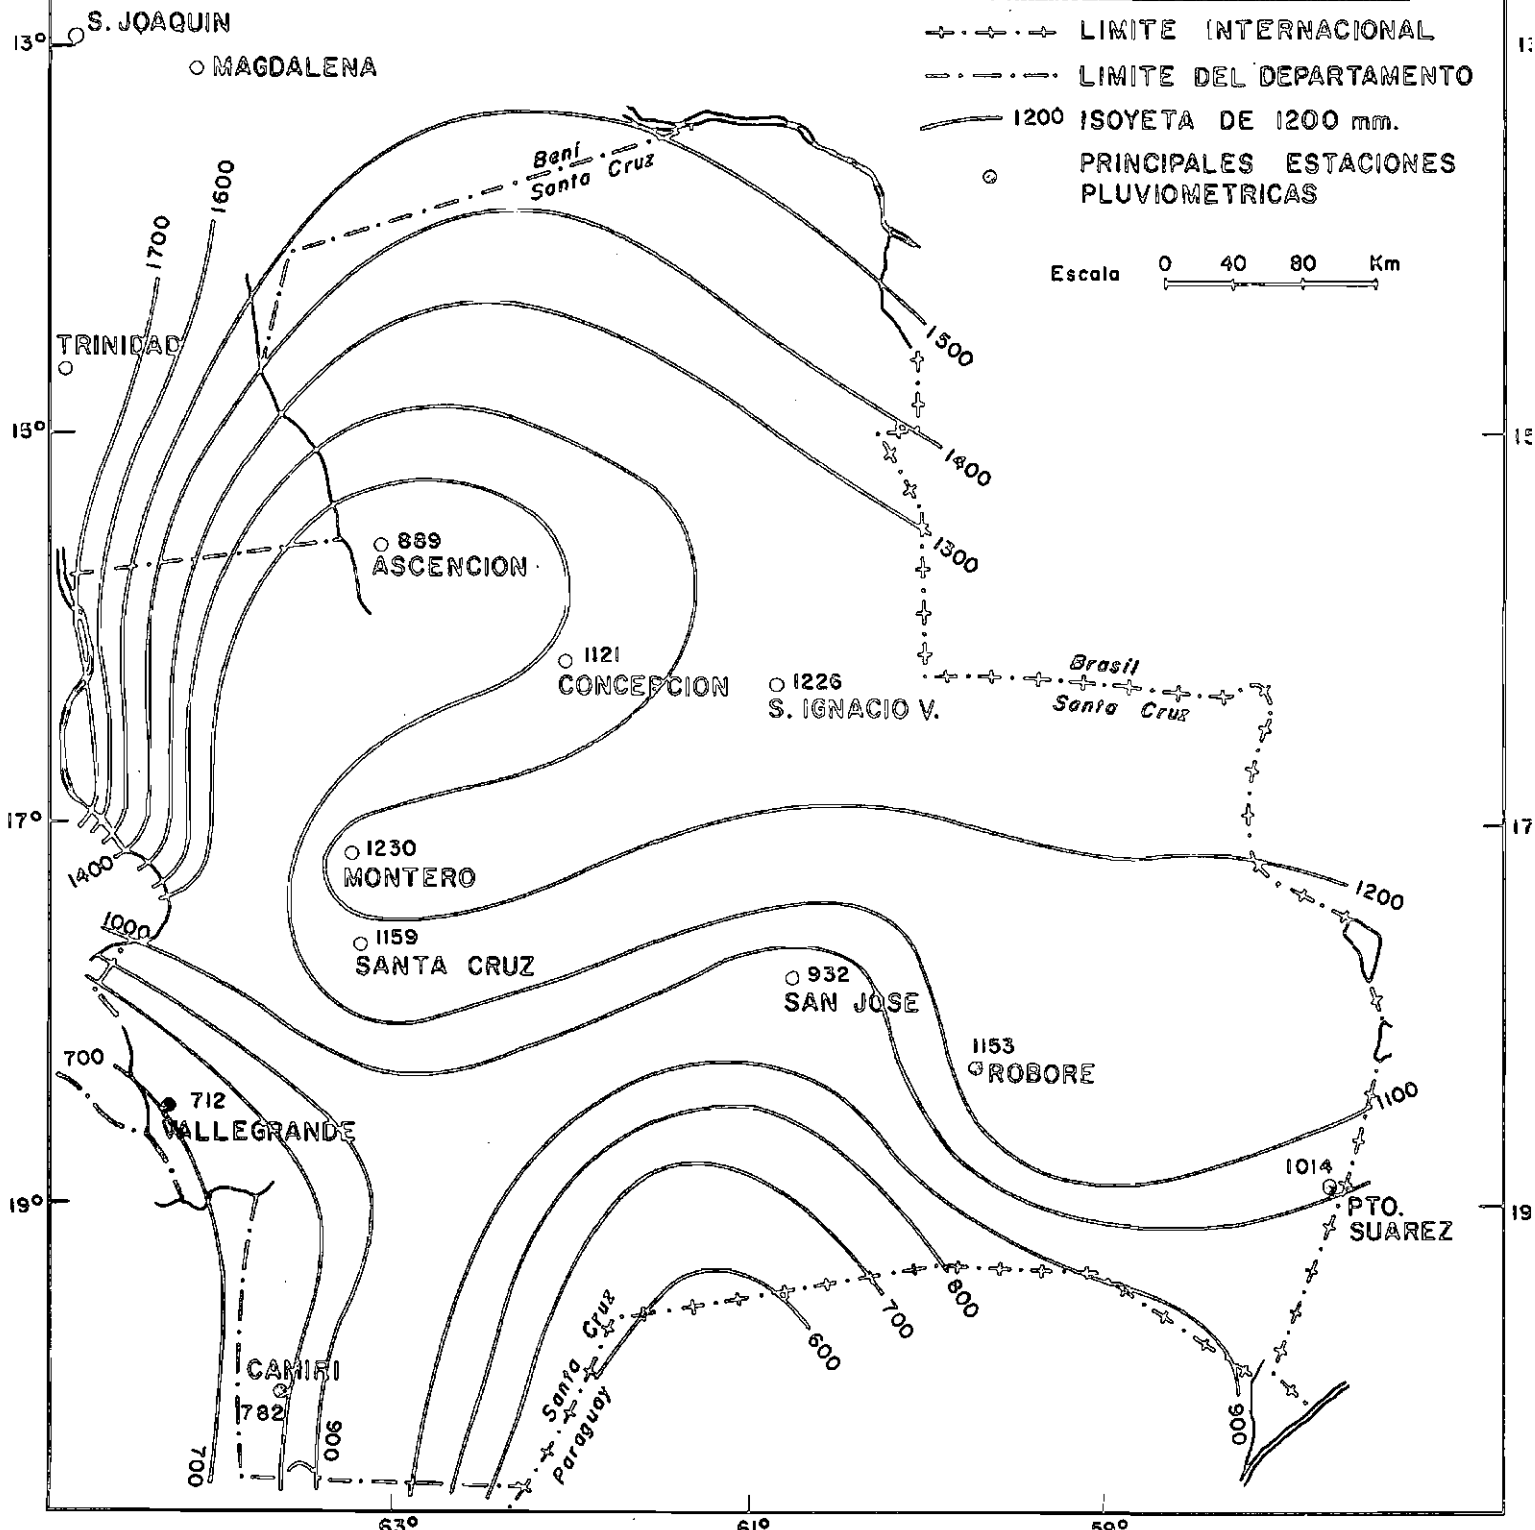 13°
S. JOAQUIN
MAGDALENA
LIMITE INTERNACIONAL
LIMITE DEL DEPARTAMENTO
1200 ISOYETA DE 1200 mm.
PRINCIPALES ESTACIONES
PLUVIOMETRICAS
Escala 0 40 80 Km
13
Beni
Santa Cruz
1700
1600
TRINIDAD
1500
15°
15
1400
1300
889
ASCENCION
1121
CONCEPCION
1226
S. IGNACIO V.
Brasil
Santa Cruz
17°
17
1400
1230
MONTERO
1200
1000
1159
SANTA CRUZ
932
SAN JOSE
1153
ROBORE
700
712
VALLEGRANDE
1100
1014
PTO.
SUAREZ
19°
19
800
700
600
Santa Cruz
Paraguay
CAMIRI
782
700
900
900
63°
61°
59°